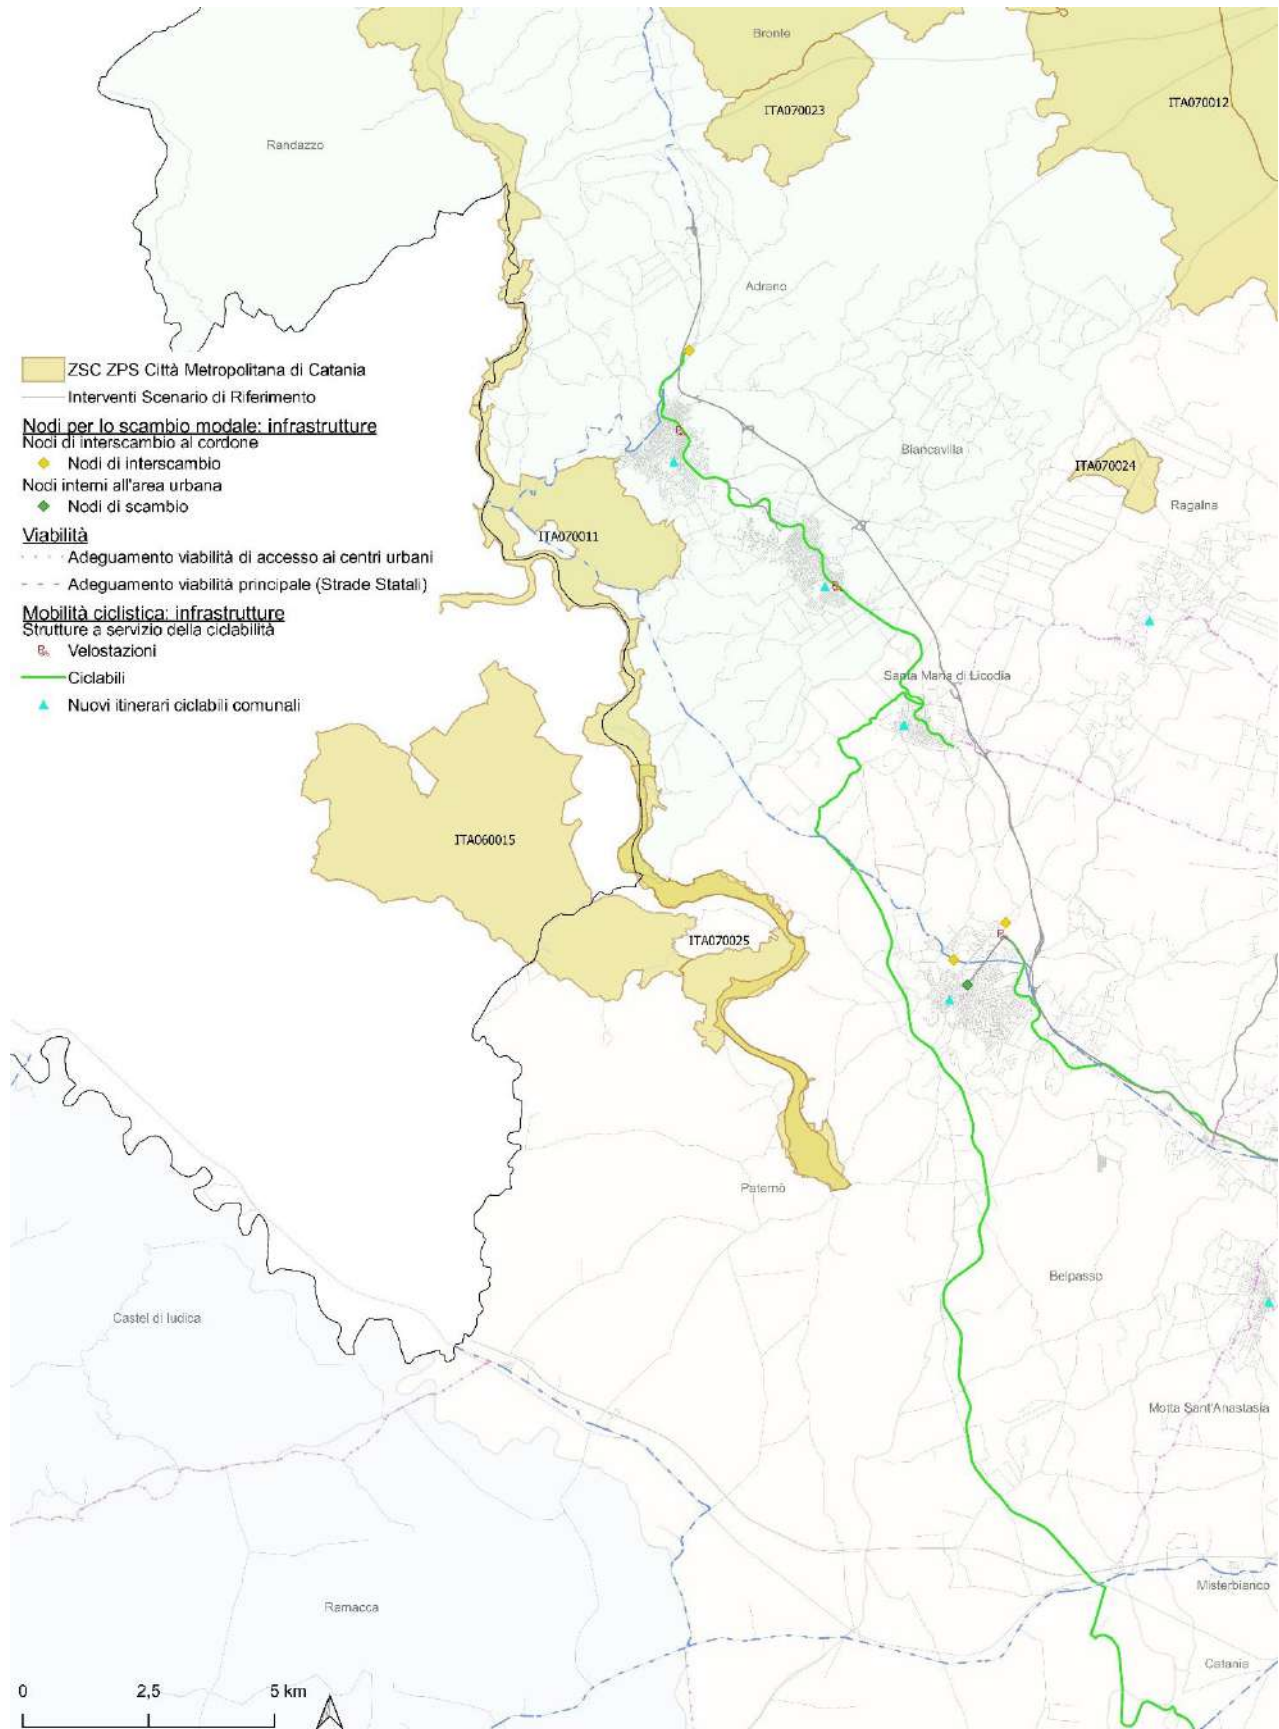 Bronte
ITA070023
ITA070012
Randazzo
Adrano
ZSC ZPS Città Metropolitana di Catania
Interventi Scenario di Riferimento
Nodi per lo scambio modale: infrastrutture
Nodi di interscambio al cordone
Nodi di interscambio
Nodi interni all'area urbana
Nodi di scambio
Viabilità
Adeguamento viabilità di accesso ai centri urbani
Adeguamento viabilità principale (Strade Statali)
Mobilità ciclistica: infrastrutture
Strutture a servizio della ciclabilità
Velostazioni
Ciclabili
Nuovi itinerari ciclabili comunali
Biancavilla
ITA070024
Ragalna
ITA070011
Santa Maria di Licodia
ITA060015
ITA070025
Paternò
Belpasso
Castel di Iudica
Motta Sant'Anastasia
Misterbianco
Ramacca
Catania
0 2,5 5 km